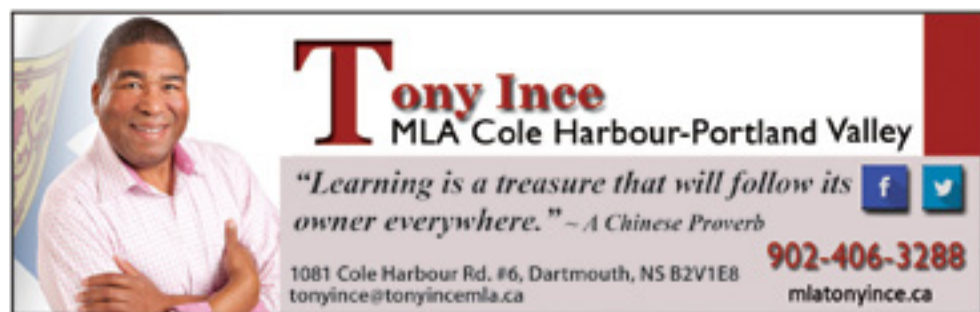 Tony Ince
MLA Cole Harbour-Portland Valley
“Learning is a treasure that will follow its
owner everywhere.” ~ A Chinese Proverb
1081 Cole Harbour Rd. #6, Dartmouth, NS B2V1E8
tonyince@tonyincemla.ca
902-406-3288
mlatonyince.ca